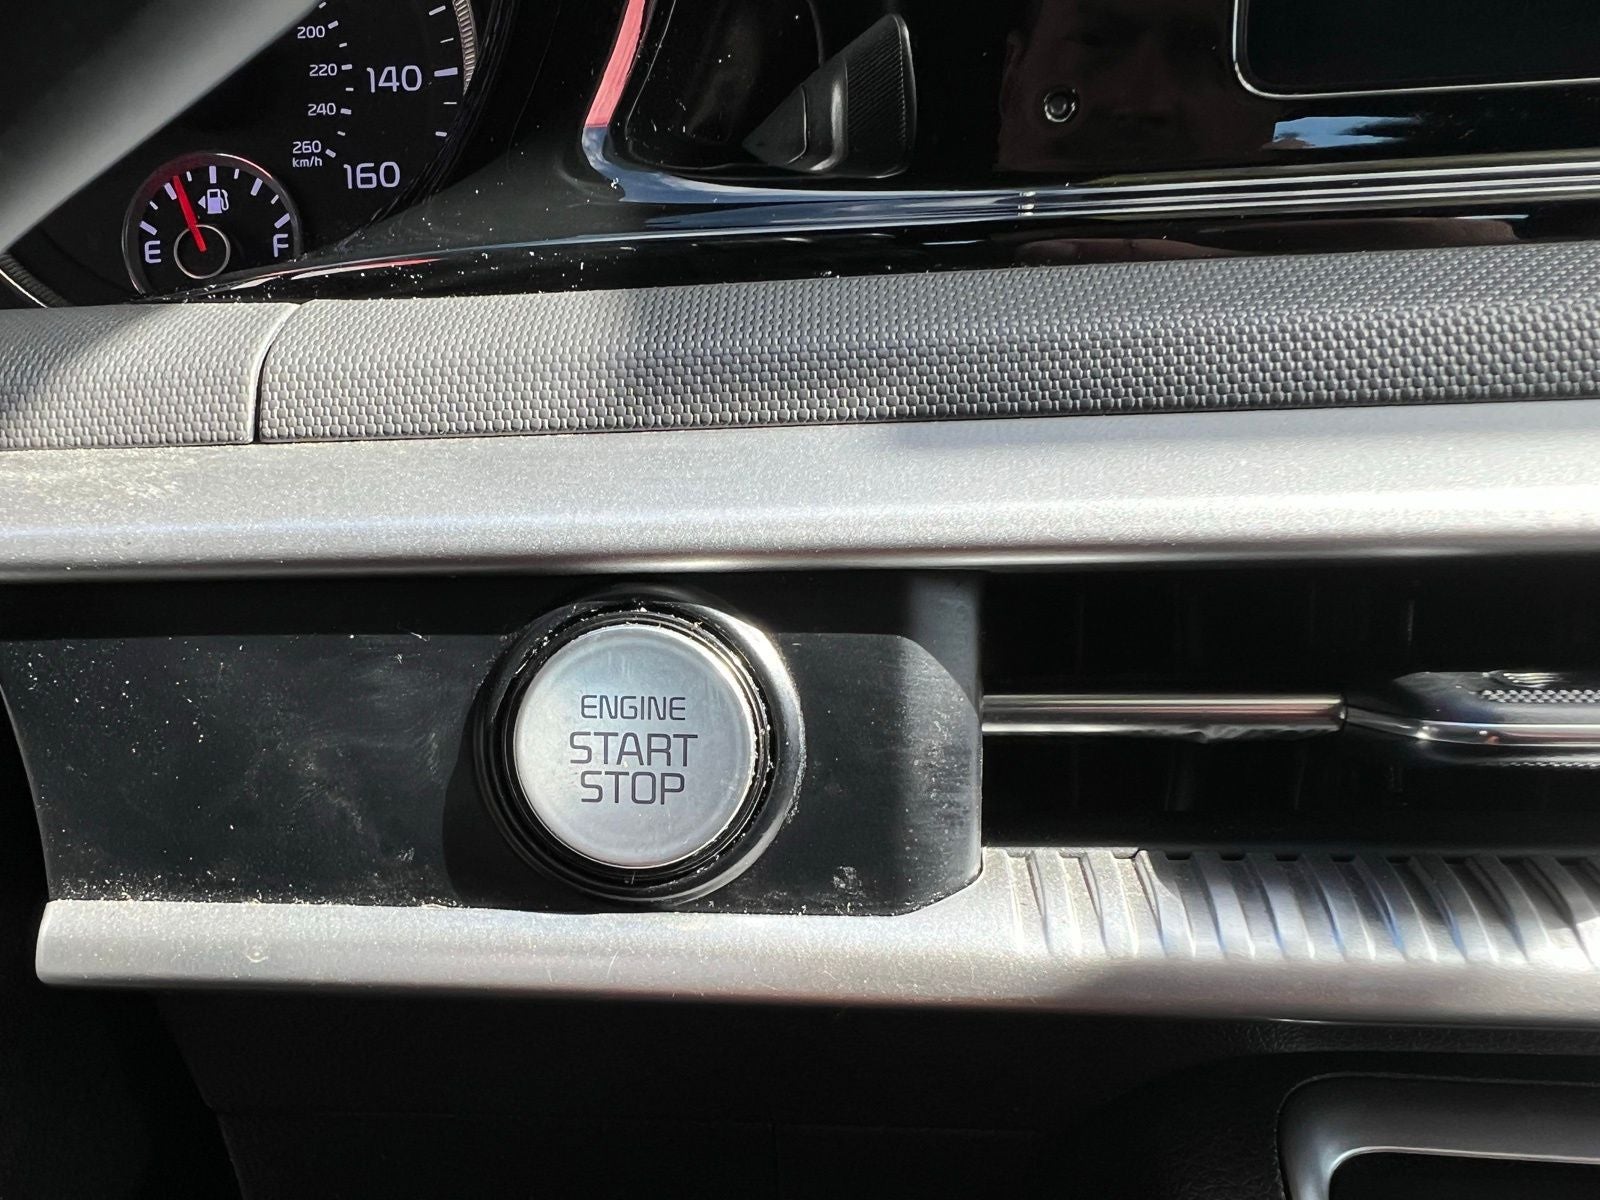 200
220
140
240
260
km/h
160
E
F
ENGINE
START
STOP